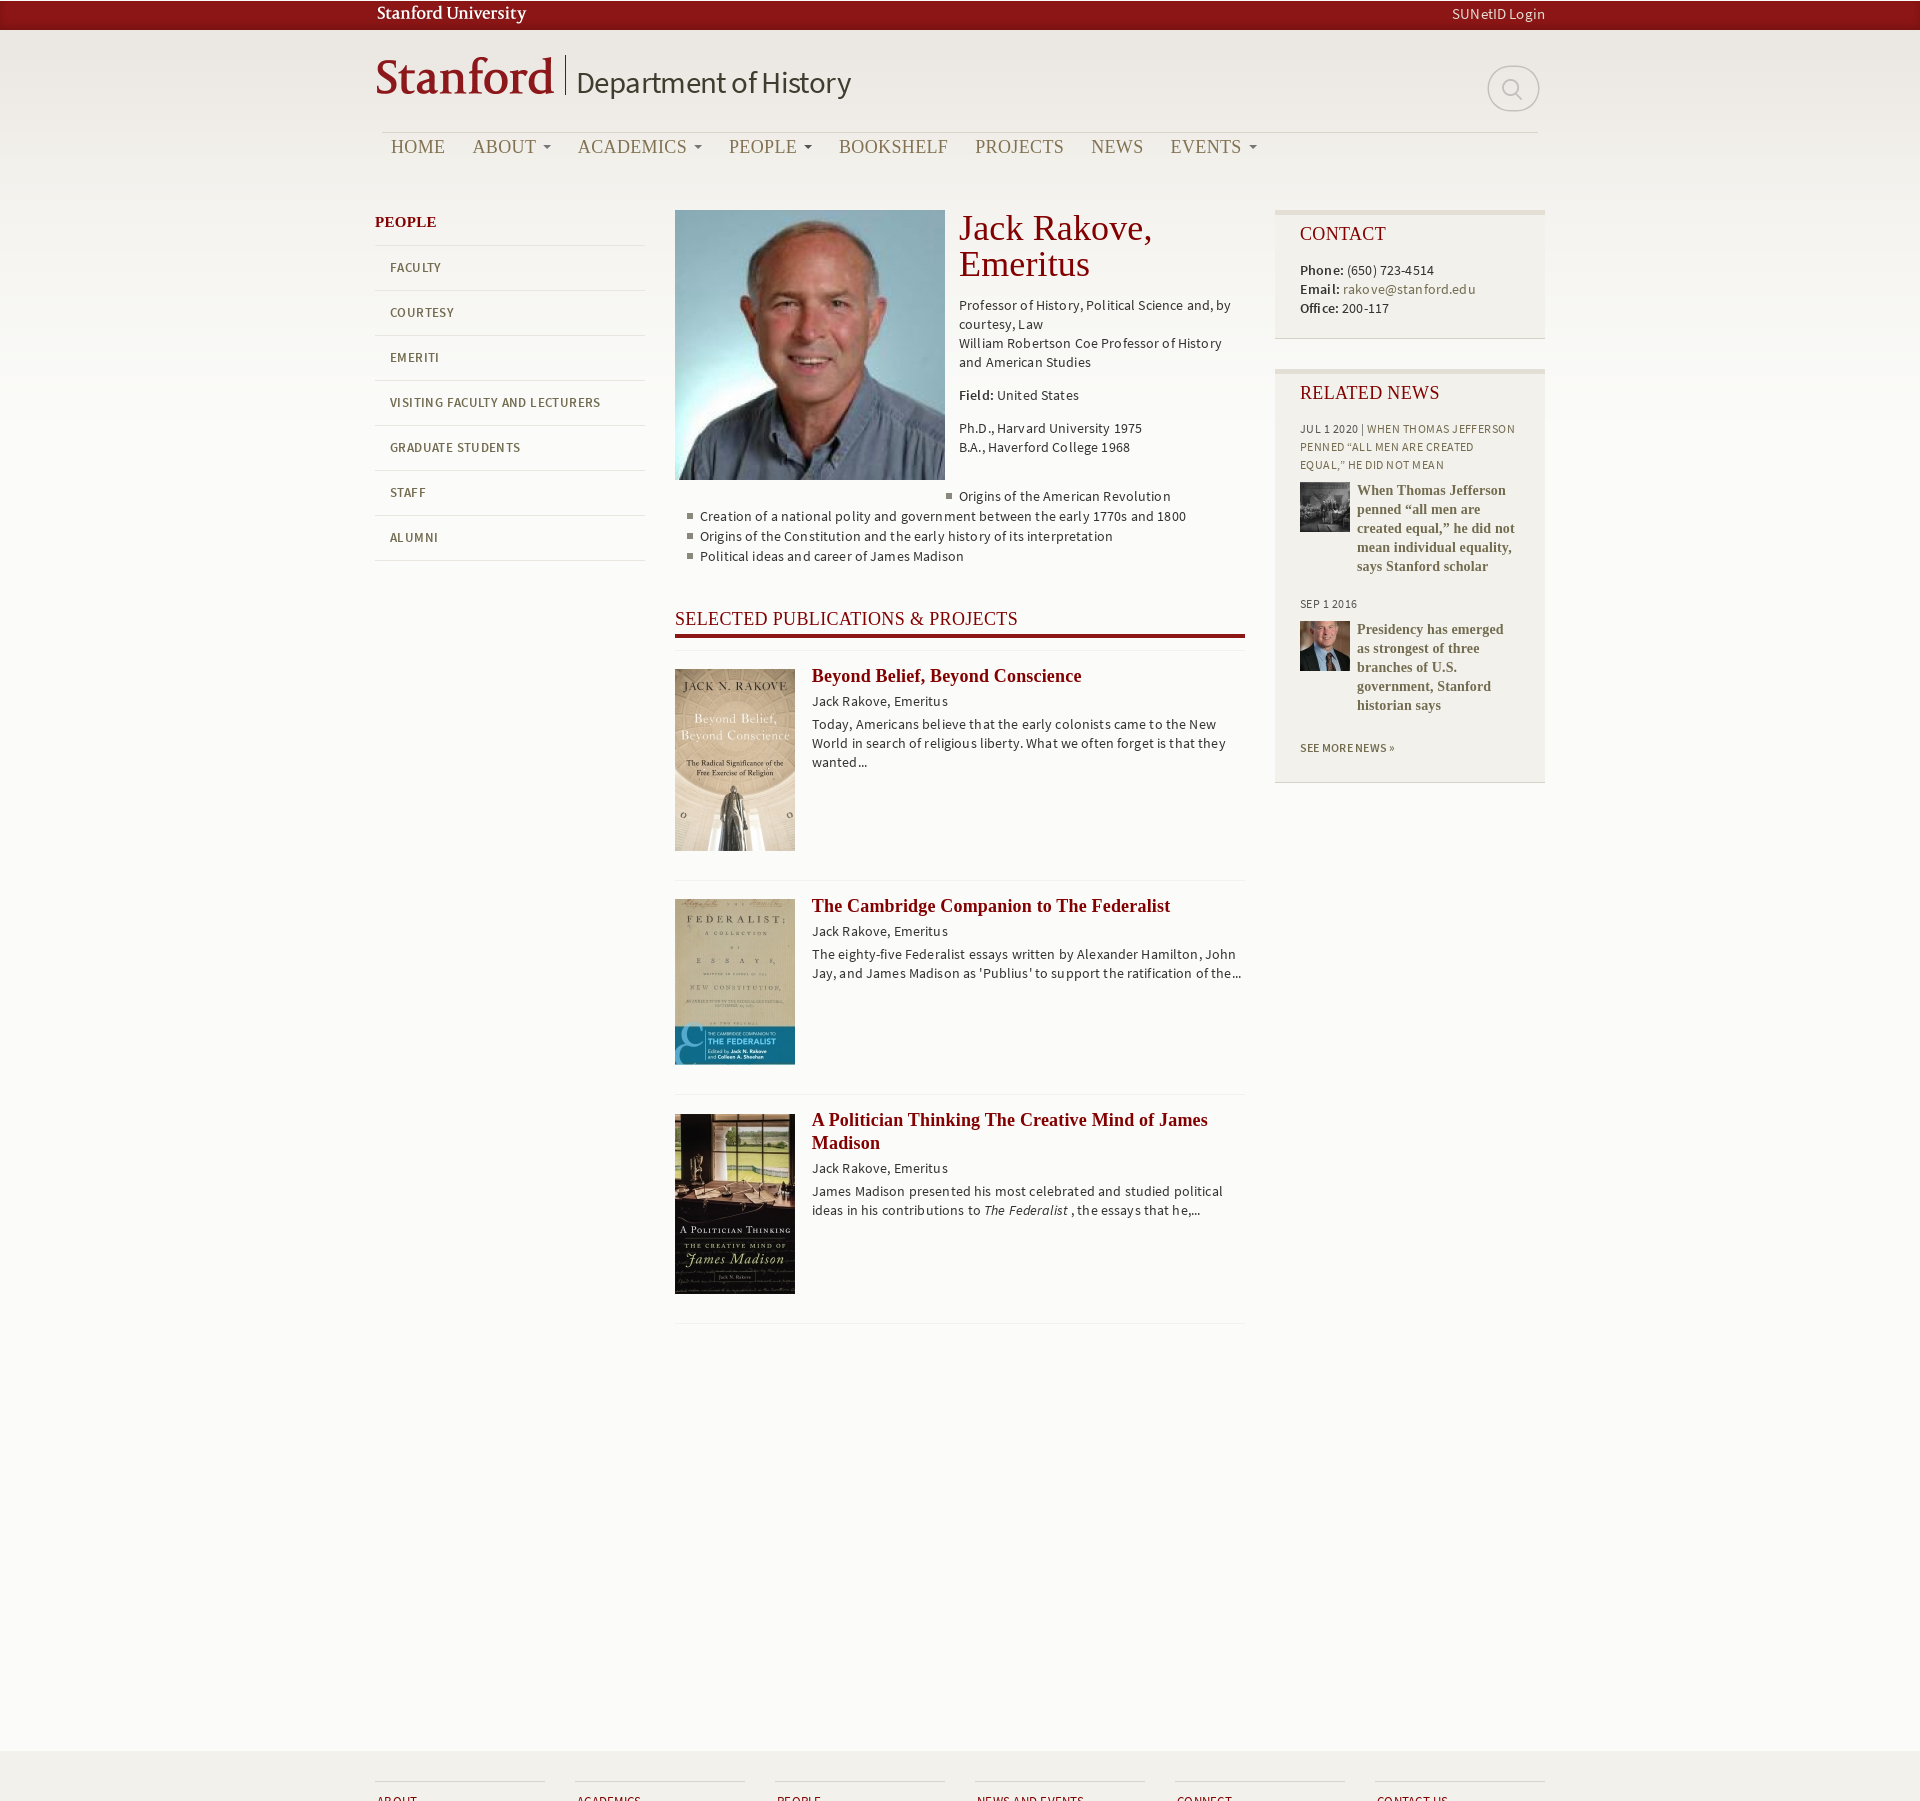 Stanford University
SUNetID Login
Stanford
Department of History
HOME
ABOUT
ACADEMICS
PEOPLE
BOOKSHELF
PROJECTS
NEWS
EVENTS
PEOPLE
FACULTY
COURTESY
EMERITI
VISITING FACULTY AND LECTURERS
GRADUATE STUDENTS
STAFF
ALUMNI
Jack Rakove,
Emeritus
Professor of History, Political Science and, by
courtesy, Law
William Robertson Coe Professor of History
and American Studies
Field: United States
Ph.D., Harvard University 1975
B.A., Haverford College 1968
Origins of the American Revolution
Creation of a national polity and government between the early 1770s and 1800
Origins of the Constitution and the early history of its interpretation
Political ideas and career of James Madison
SELECTED PUBLICATIONS & PROJECTS
JACK N. RAKOVE
Beyond Belief,
Beyond Conscience
The Radical Significance of the
Free Exercise of Religion
Beyond Belief, Beyond Conscience
Jack Rakove, Emeritus
Today, Americans believe that the early colonists came to the New
World in search of religious liberty. What we often forget is that they
wanted...
FEDERALIST:
A COLLECTION
OF
ESSAYS,
NEW CONSTITUTION,
IN TWO VOLUMES
THE CAMBRIDGE COMPANION TO
THE FEDERALIST
Edited by Jack N. Rakove
and Colleen A. Sheehan
The Cambridge Companion to The Federalist
Jack Rakove, Emeritus
The eighty-five Federalist essays written by Alexander Hamilton, John
Jay, and James Madison as 'Publius' to support the ratification of the...
A POLITICIAN THINKING
THE CREATIVE MIND OF
James Madison
Jack N. Rakove
A Politician Thinking The Creative Mind of James
Madison
Jack Rakove, Emeritus
James Madison presented his most celebrated and studied political
ideas in his contributions to The Federalist , the essays that he,...
CONTACT
Phone: (650) 723-4514
Email: rakove@stanford.edu
Office: 200-117
RELATED NEWS
JUL 1 2020 | WHEN THOMAS JEFFERSON
PENNED “ALL MEN ARE CREATED
EQUAL,” HE DID NOT MEAN
When Thomas Jefferson
penned “all men are
created equal,” he did not
mean individual equality,
says Stanford scholar
SEP 1 2016
Presidency has emerged
as strongest of three
branches of U.S.
government, Stanford
historian says
SEE MORE NEWS »
ABOUT
ACADEMICS
PEOPLE
NEWS AND EVENTS
CONNECT
CONTACT US